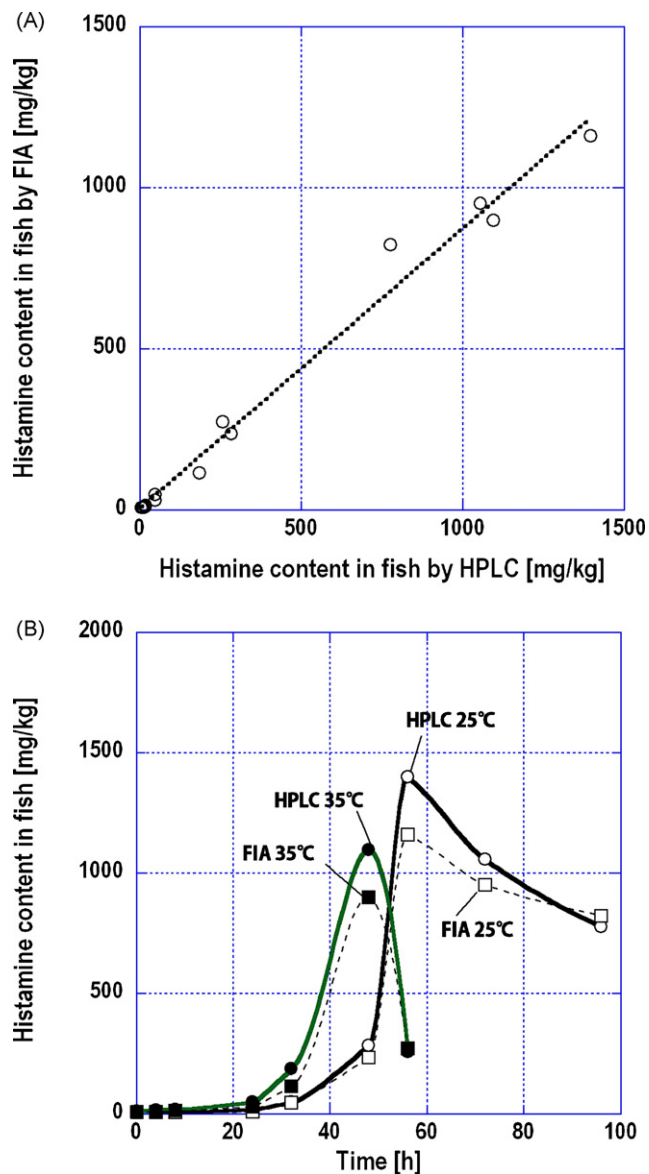 (A)
1500
1000
500
0
0 500 1000 1500
Histamine content in fish by FIA [mg/kg]
Histamine content in fish by HPLC [mg/kg]
(B)
2000
1500
1000
500
0
0 20 40 60 80 100
Histamine content in fish [mg/kg]
HPLC 25℃
HPLC 35℃
FIA 35℃
FIA 25℃
Time [h]